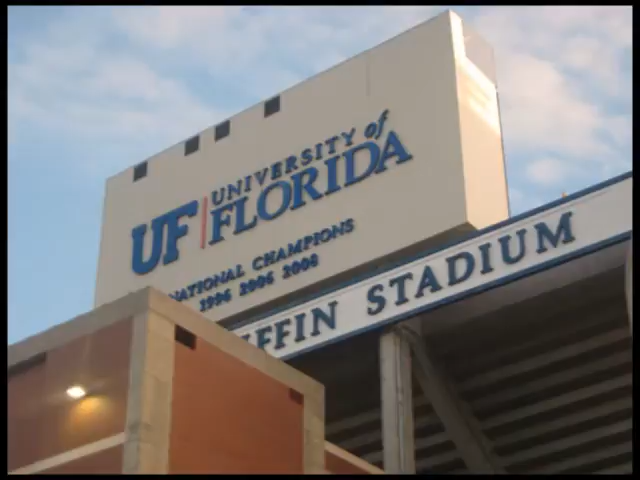 UF UNIVERSITY of
FLORIDA
NATIONAL CHAMPIONS
1996 2006 2008
FFIN STADIUM